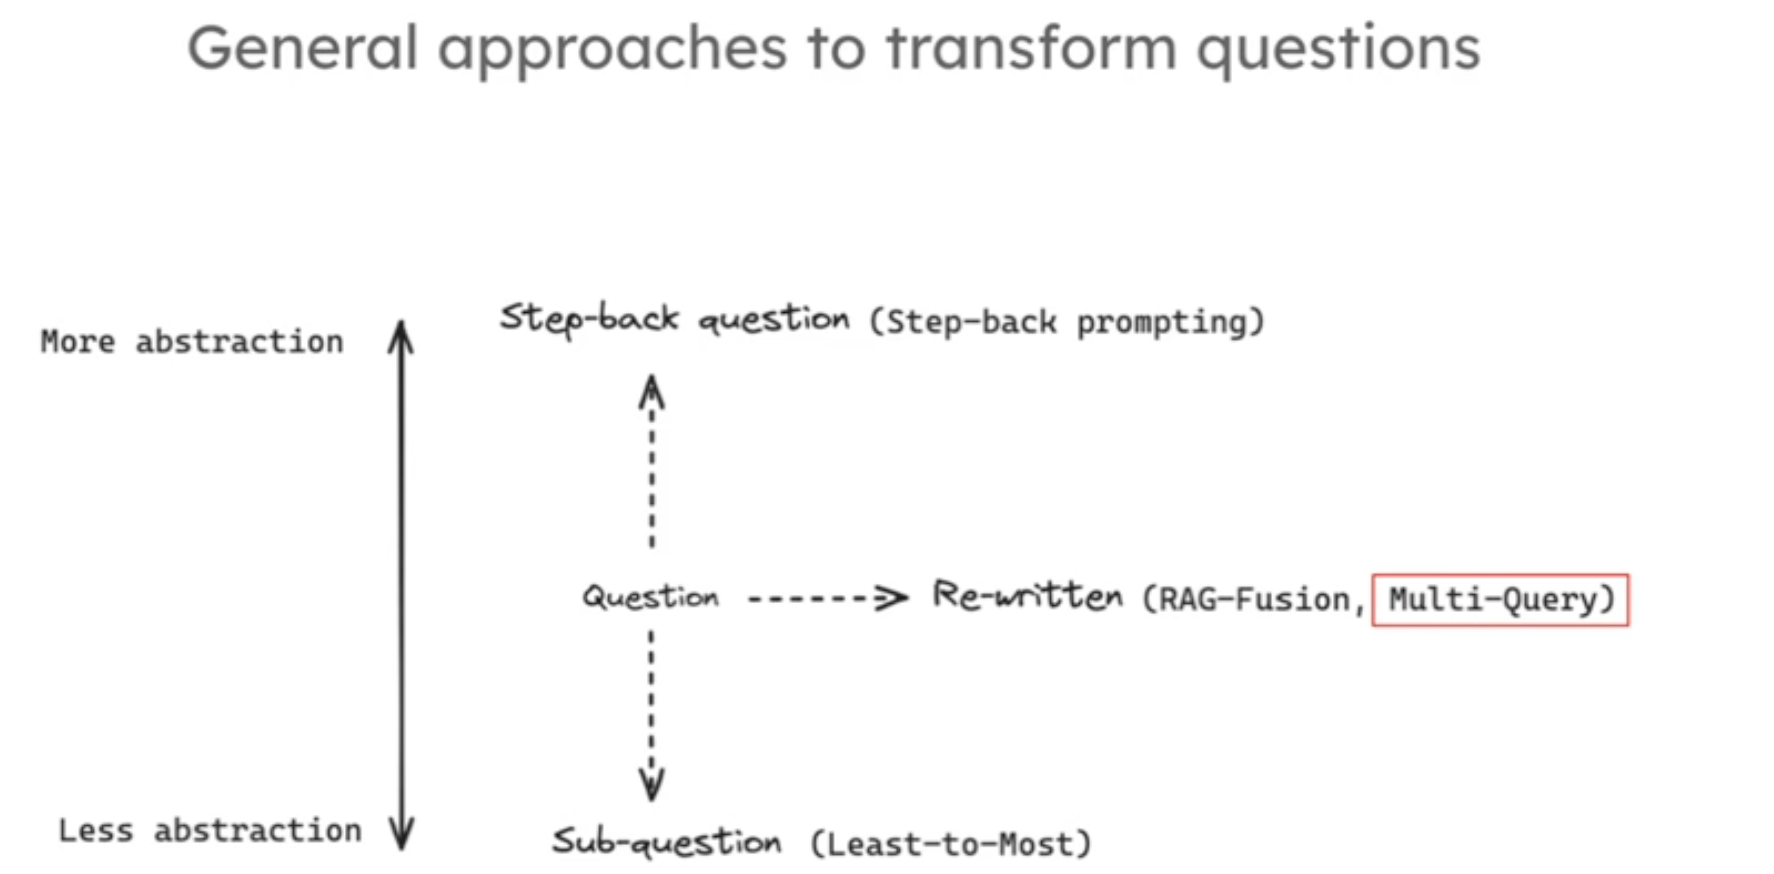 General approaches to transform questions
Step-back question (Step-back prompting)
More abstraction
Question Re-written (RAG-Fusion, Multi-Query)
Less abstraction
Sub-question (Least-to-Most)